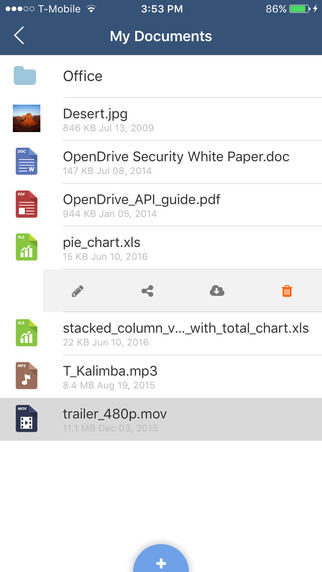 T-Mobile 3:53 PM 86%
My Documents
Office
Desert.jpg
846 KB Jul 13, 2009
DOC
W
OpenDrive Security White Paper.doc
147 KB Jul 08, 2014
PDF
OpenDrive_API_guide.pdf
944 KB Jan 05, 2014
XLS
pie_chart.xls
15 KB Jun 10, 2016
XLS
stacked_column_v..._with_total_chart.xls
22 KB Jun 10, 2016
MP3
T_Kalimba.mp3
8.4 MB Aug 19, 2015
MOV
trailer_480p.mov
11.1 MB Dec 03, 2015